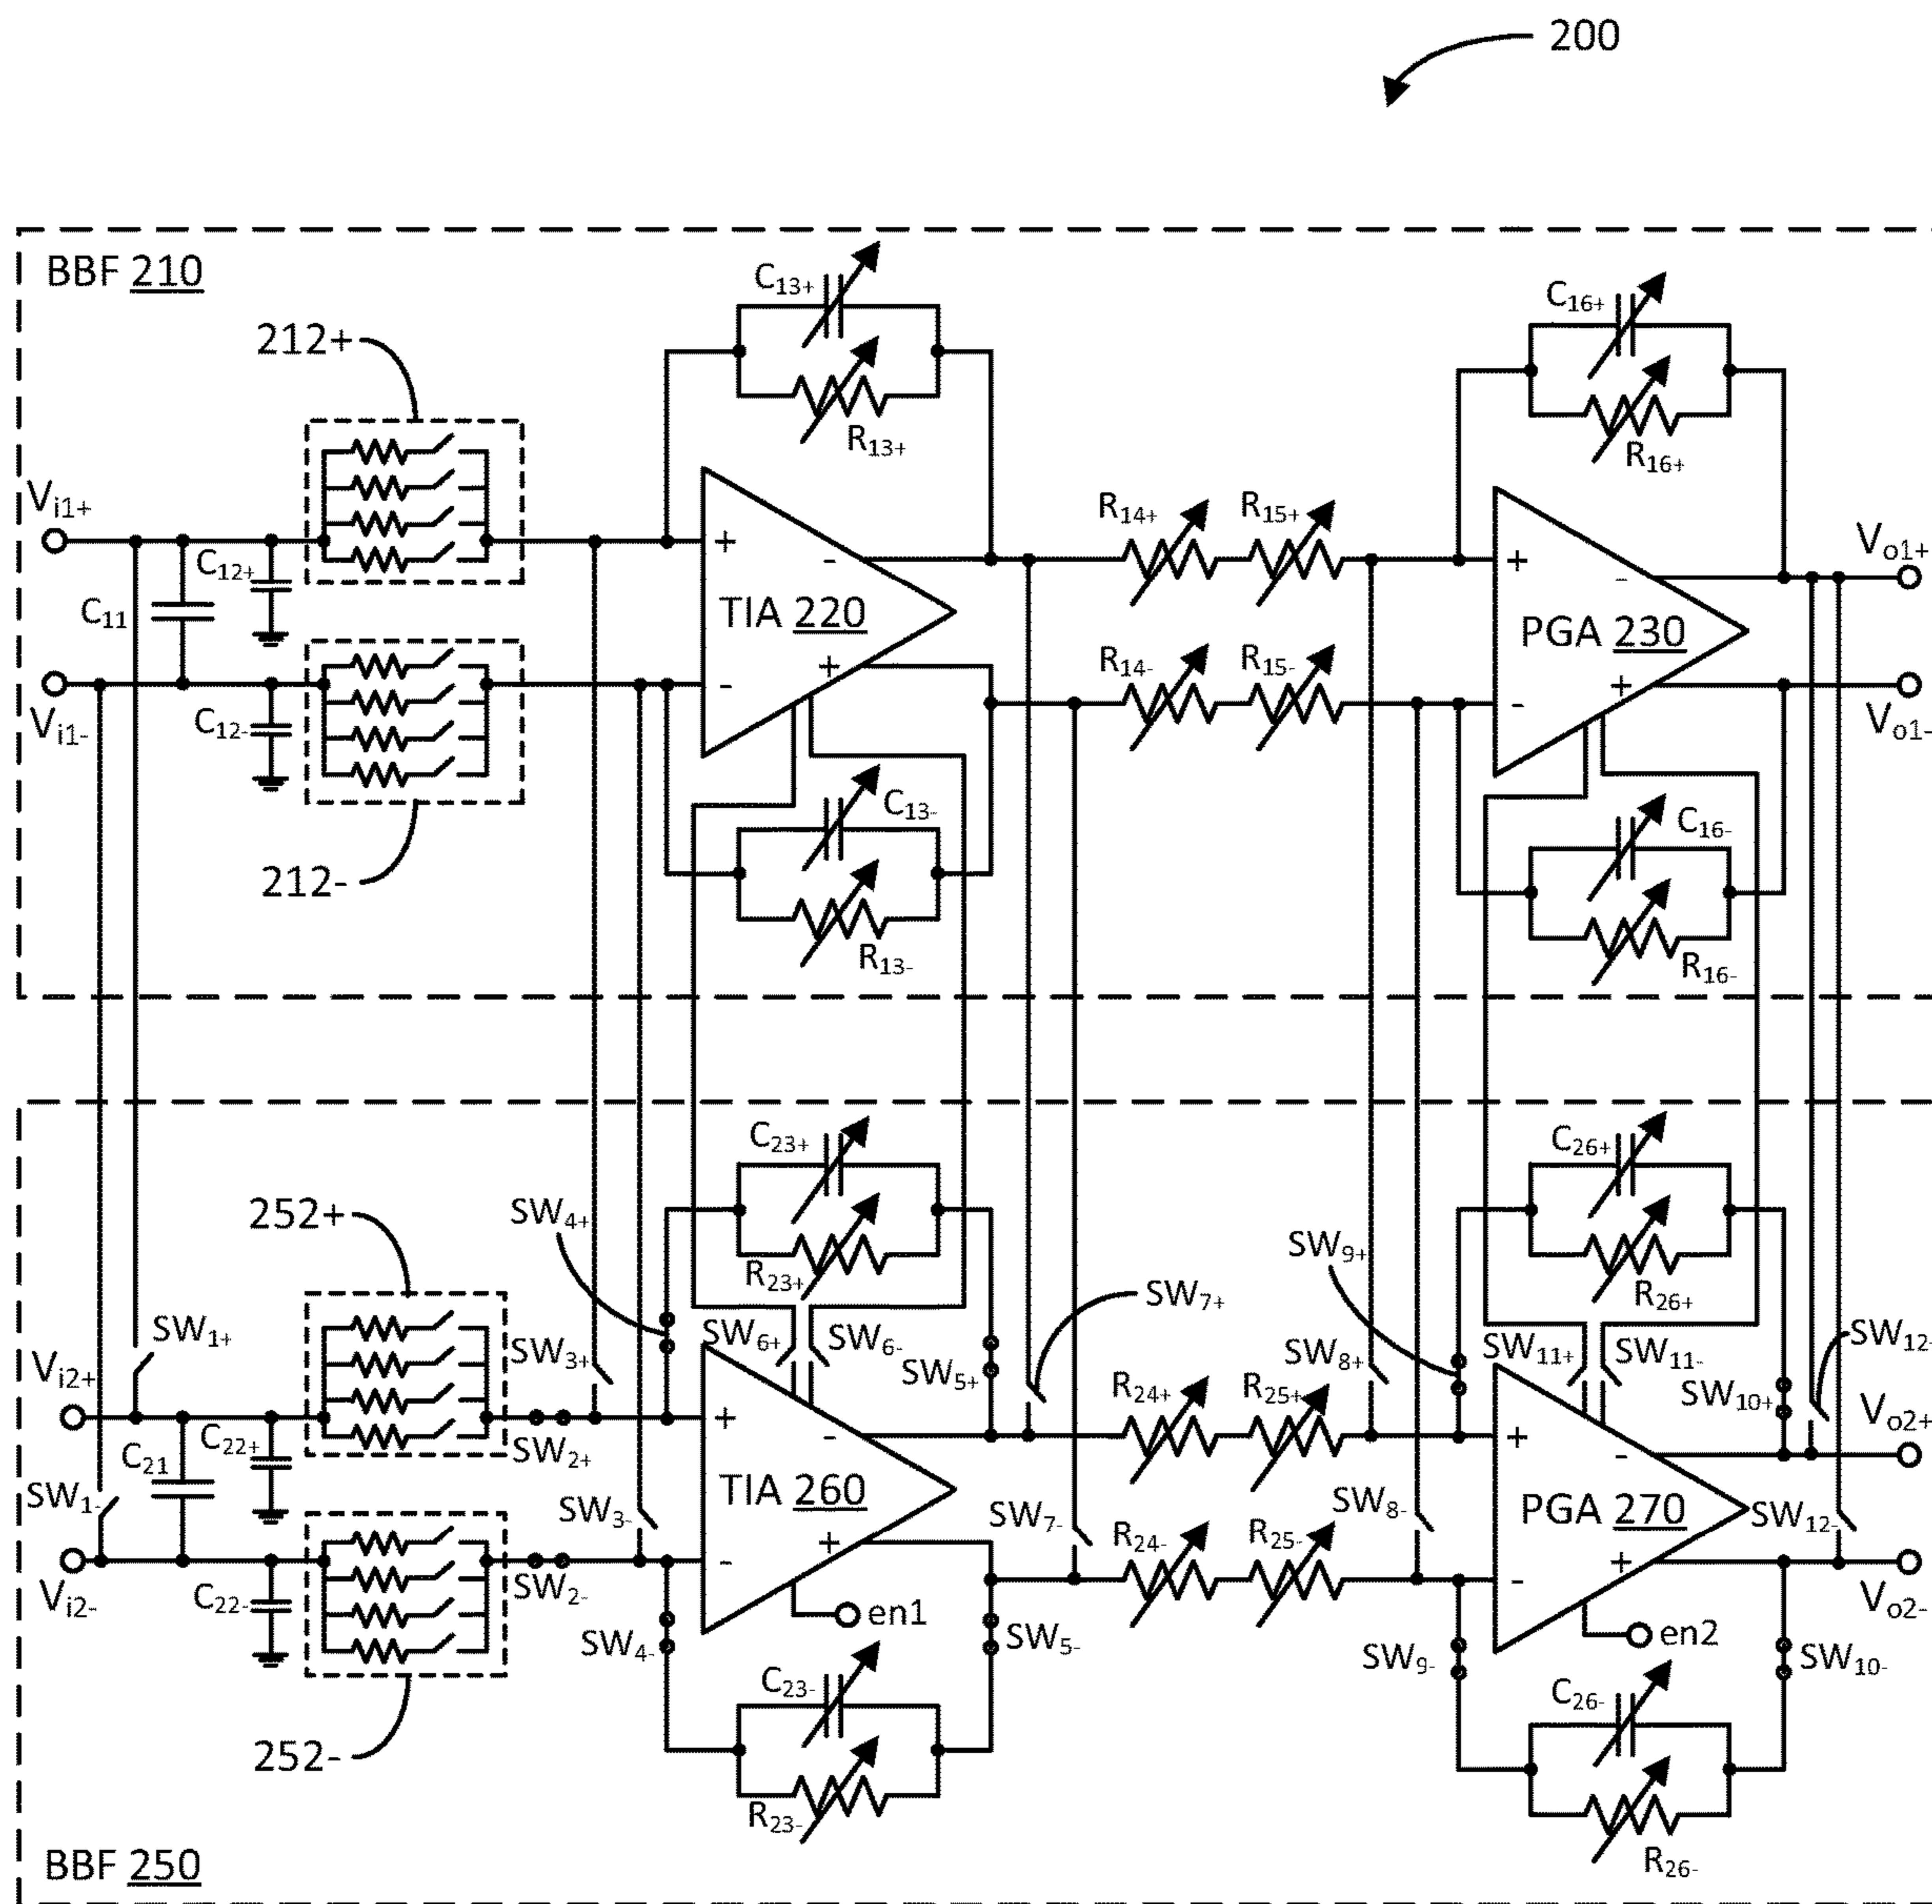 200
BBF 210
C13+
C16+
212+
R13+
R16+
Vi1+
C12+
R14+
R15+
Vo1+
+
-
+
-
C11
TIA 220
PGA 230
R14-
R15-
Vi1-
C12-
-
+
-
+
Vo1-
C13-
C16-
212-
R13-
R16-
C23+
C26+
252+
SW4+
SW9+
R23+
R26+
SW7+
SW1+
SW6+
SW6-
SW11+
SW11-
SW12-
Vi2+
SW3+
SW5+
SW8+
SW10+
R24+
R25+
Vo2+
C22+
C21
SW2+
+
-
+
-
SW1-
TIA 260
PGA 270
SW3-
SW7-
SW8-
SW12-
R24-
R25-
Vi2-
C22-
SW2-
-
+
-
+
Vo2-
en1
en2
SW4-
SW5-
SW9-
SW10-
C23-
C26-
252-
R23-
R26-
BBF 250